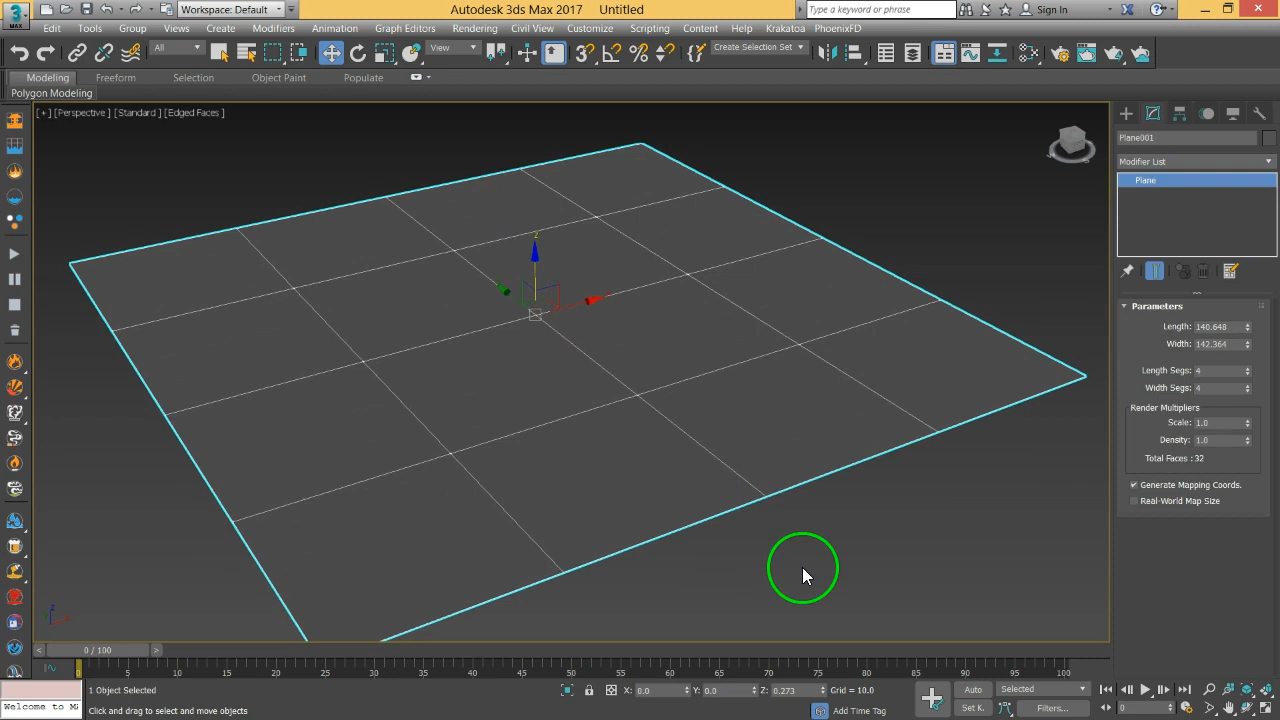 MAX
Workspace: Default
Autodesk 3ds Max 2017 Untitled
Type a keyword or phrase
Sign In
Edit Tools Group Views Create Modifiers Animation Graph Editors Rendering Civil View Customize Scripting Content Help Krakatoa PhoenixFD
All
View
Create Selection Set
Modeling Freeform Selection Object Paint Populate
Polygon Modeling
[ + ] [Perspective ] [Standard ] [Edged Faces ]
Plane001
Modifier List
Plane
z
Parameters
Length: 140.648
Width: 142.364
Length Segs: 4
Width Segs: 4
Render Multipliers
Scale: 1.0
Density: 1.0
Total Faces : 32
Generate Mapping Coords.
Real-World Map Size
< 0 / 100 >
0 5 10 15 20 25 30 35 40 45 50 55 60 65 70 75 80 85 90 95 100
1 Object Selected
X: 0.0 Y: 0.0 Z: 0.273 Grid = 10.0
Auto Selected
Welcome to M
Click and drag to select and move objects
Add Time Tag
Set K. Filters...
0